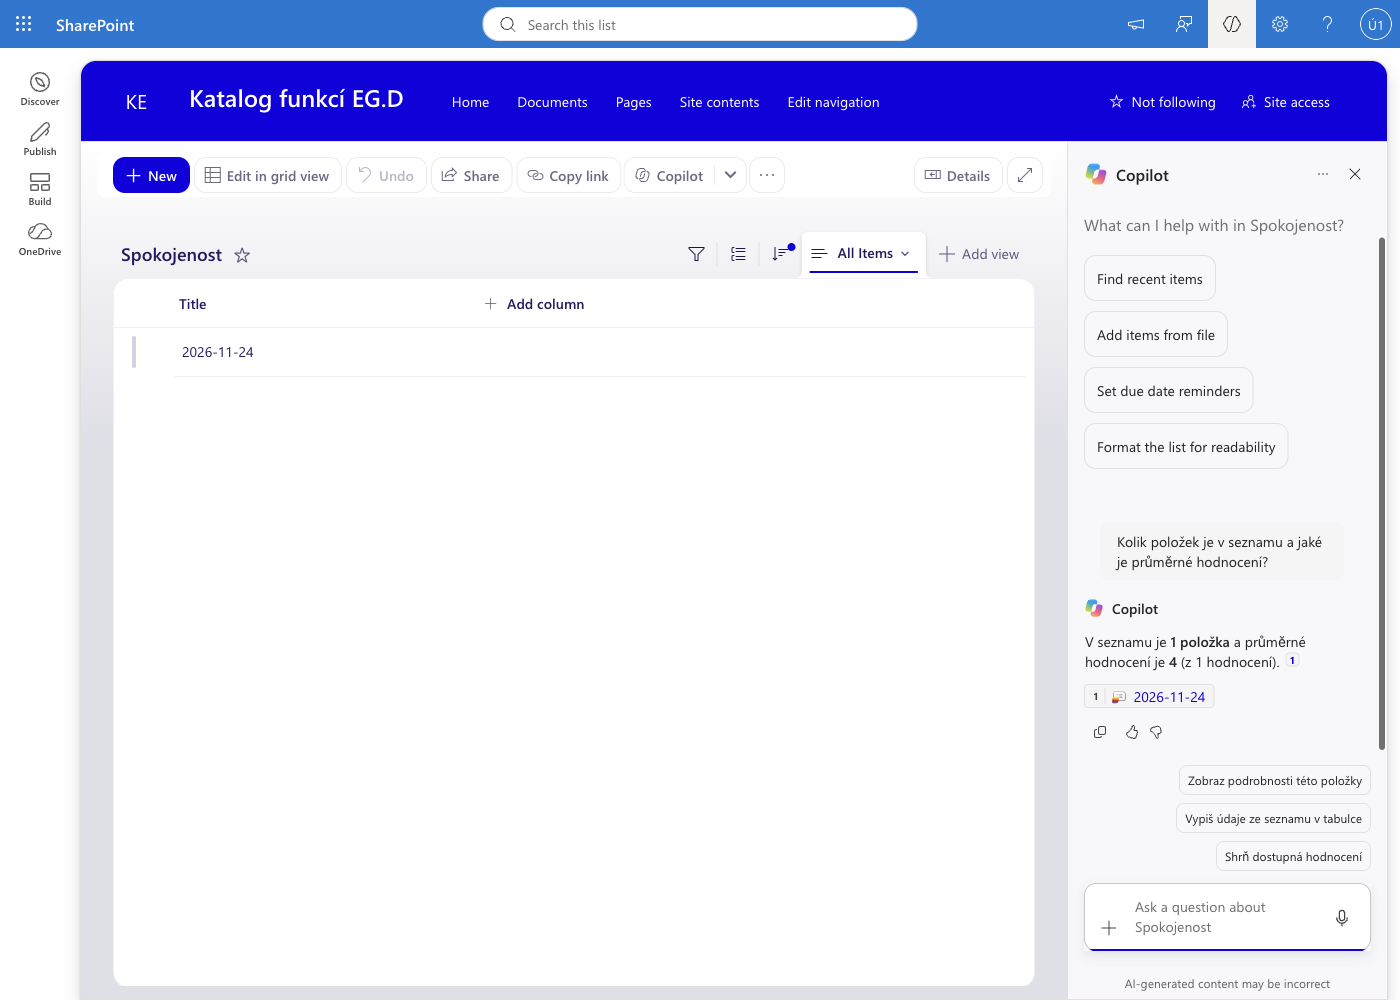 SharePoint
Search this list
Ú1
Discover
Publish
Build
OneDrive
KE
Katalog funkcí EG.D
Home
Documents
Pages
Site contents
Edit navigation
Not following
Site access
New
Edit in grid view
Undo
Share
Copy link
Copilot
Details
Spokojenost
All Items
Add view
Title
Add column
2026-11-24
Copilot
What can I help with in Spokojenost?
Find recent items
Add items from file
Set due date reminders
Format the list for readability
Kolik položek je v seznamu a jaké
je průměrné hodnocení?
Copilot
V seznamu je 1 položka a průměrné
hodnocení je 4 (z 1 hodnocení). 1
1 2026-11-24
Zobraz podrobnosti této položky
Vypiš údaje ze seznamu v tabulce
Shrň dostupná hodnocení
Ask a question about
Spokojenost
AI-generated content may be incorrect